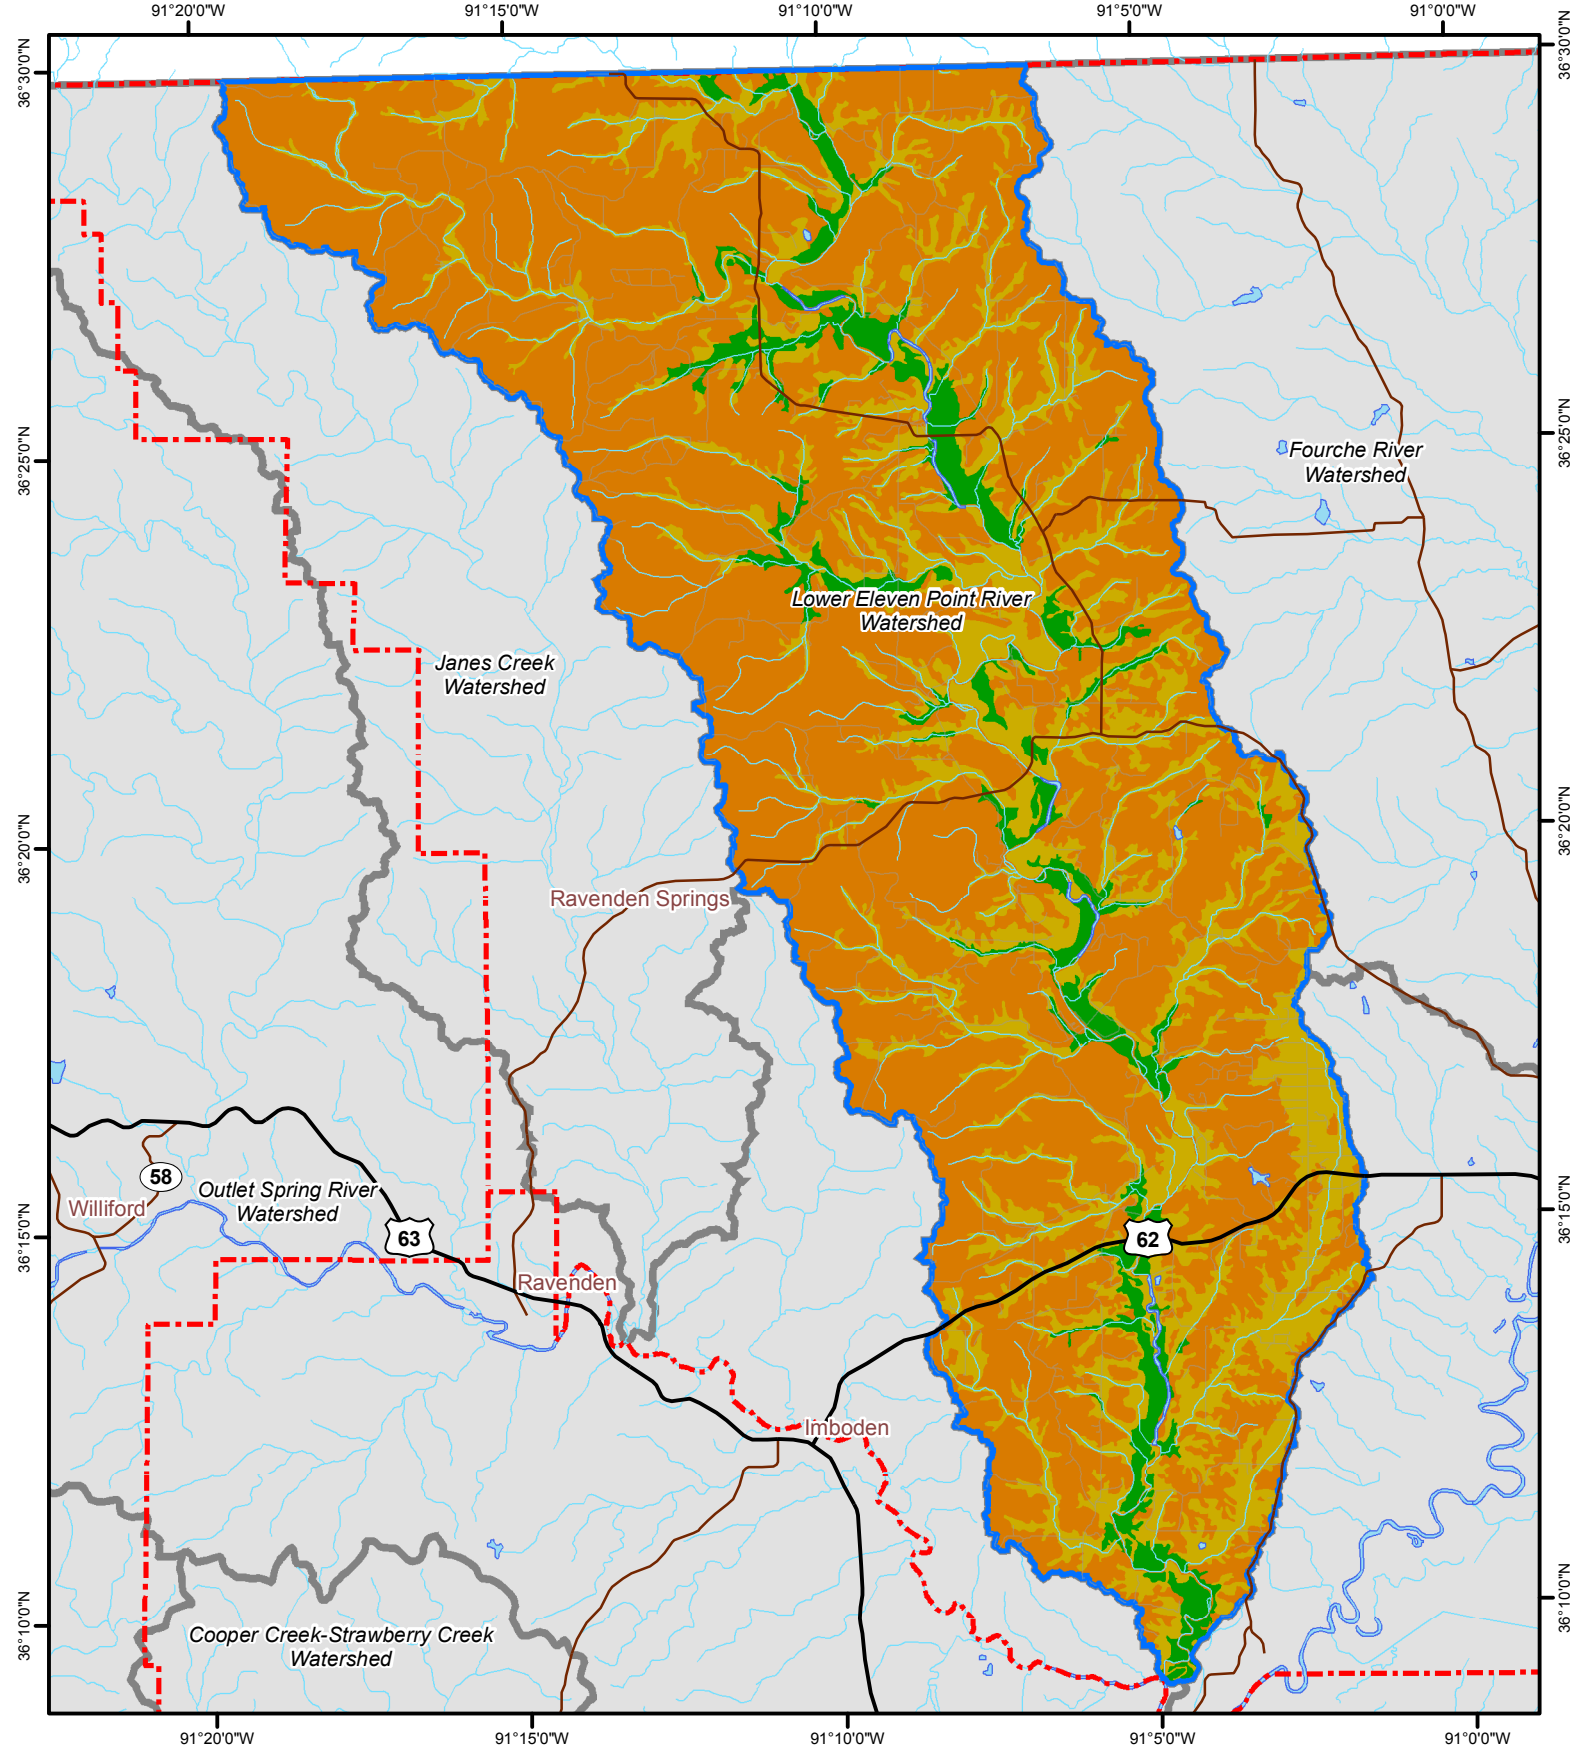 91°20'0"W
91°15'0"W
91°10'0"W
91°5'0"W
91°0'0"W
36°30'0"N
36°30'0"N
36°25'0"N
36°25'0"N
Fourche River
Watershed
Lower Eleven Point River
Watershed
Janes Creek
Watershed
36°20'0"N
36°20'0"N
Ravenden Springs
58
Williford
Outlet Spring River
Watershed
63
62
36°15'0"N
36°15'0"N
Ravenden
Imboden
36°10'0"N
36°10'0"N
Cooper Creek-Strawberry Creek
Watershed
91°20'0"W
91°15'0"W
91°10'0"W
91°5'0"W
91°0'0"W